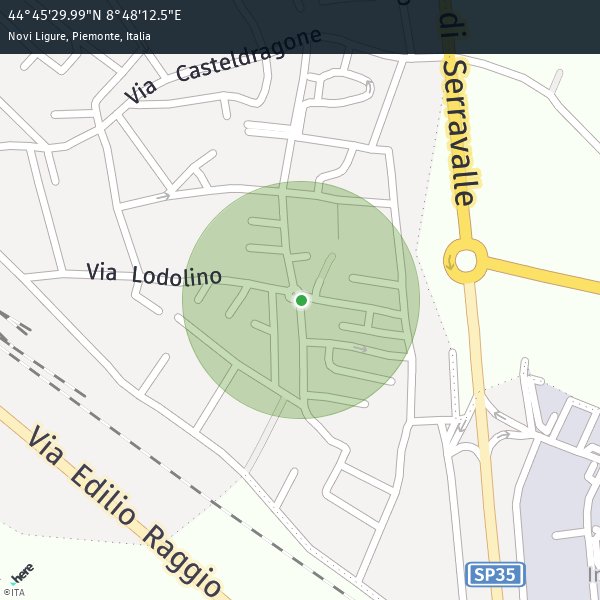 44°45'29.99"N 8°48'12.5"E
Novi Ligure, Piemonte, Italia
Via Casteldragone
di Serravalle
Via Lodolino
Via Edilio Raggio
SP35
here
©ITA